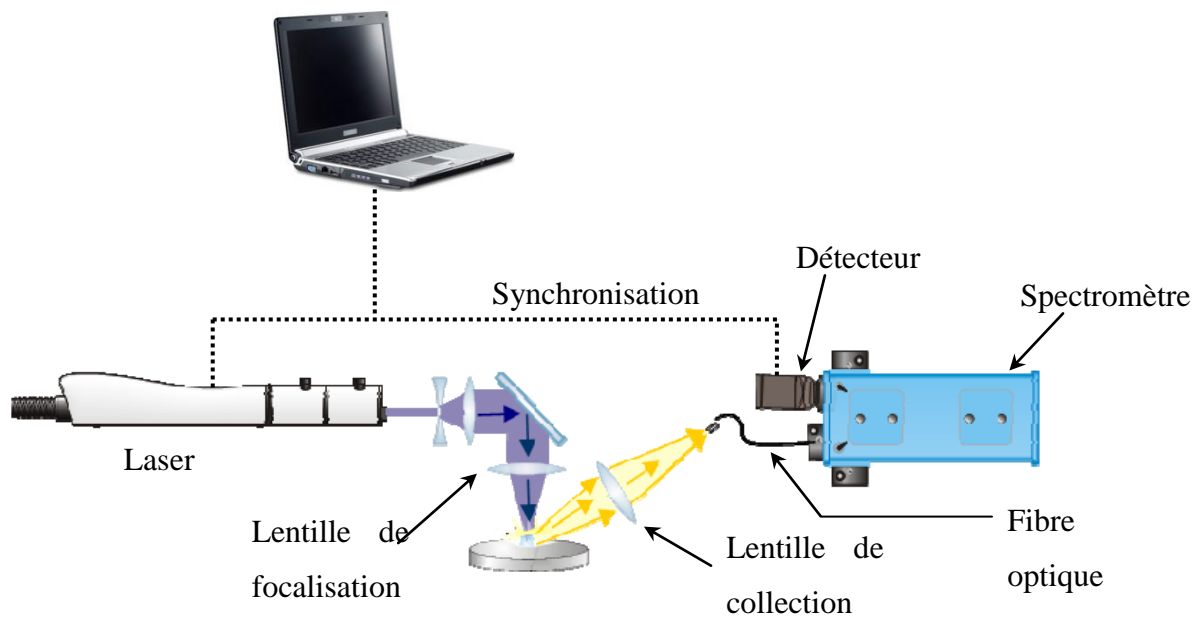 Détecteur
Synchronisation
Spectromètre
Laser
Lentille de
focalisation
Lentille de
collection
Fibre
optique